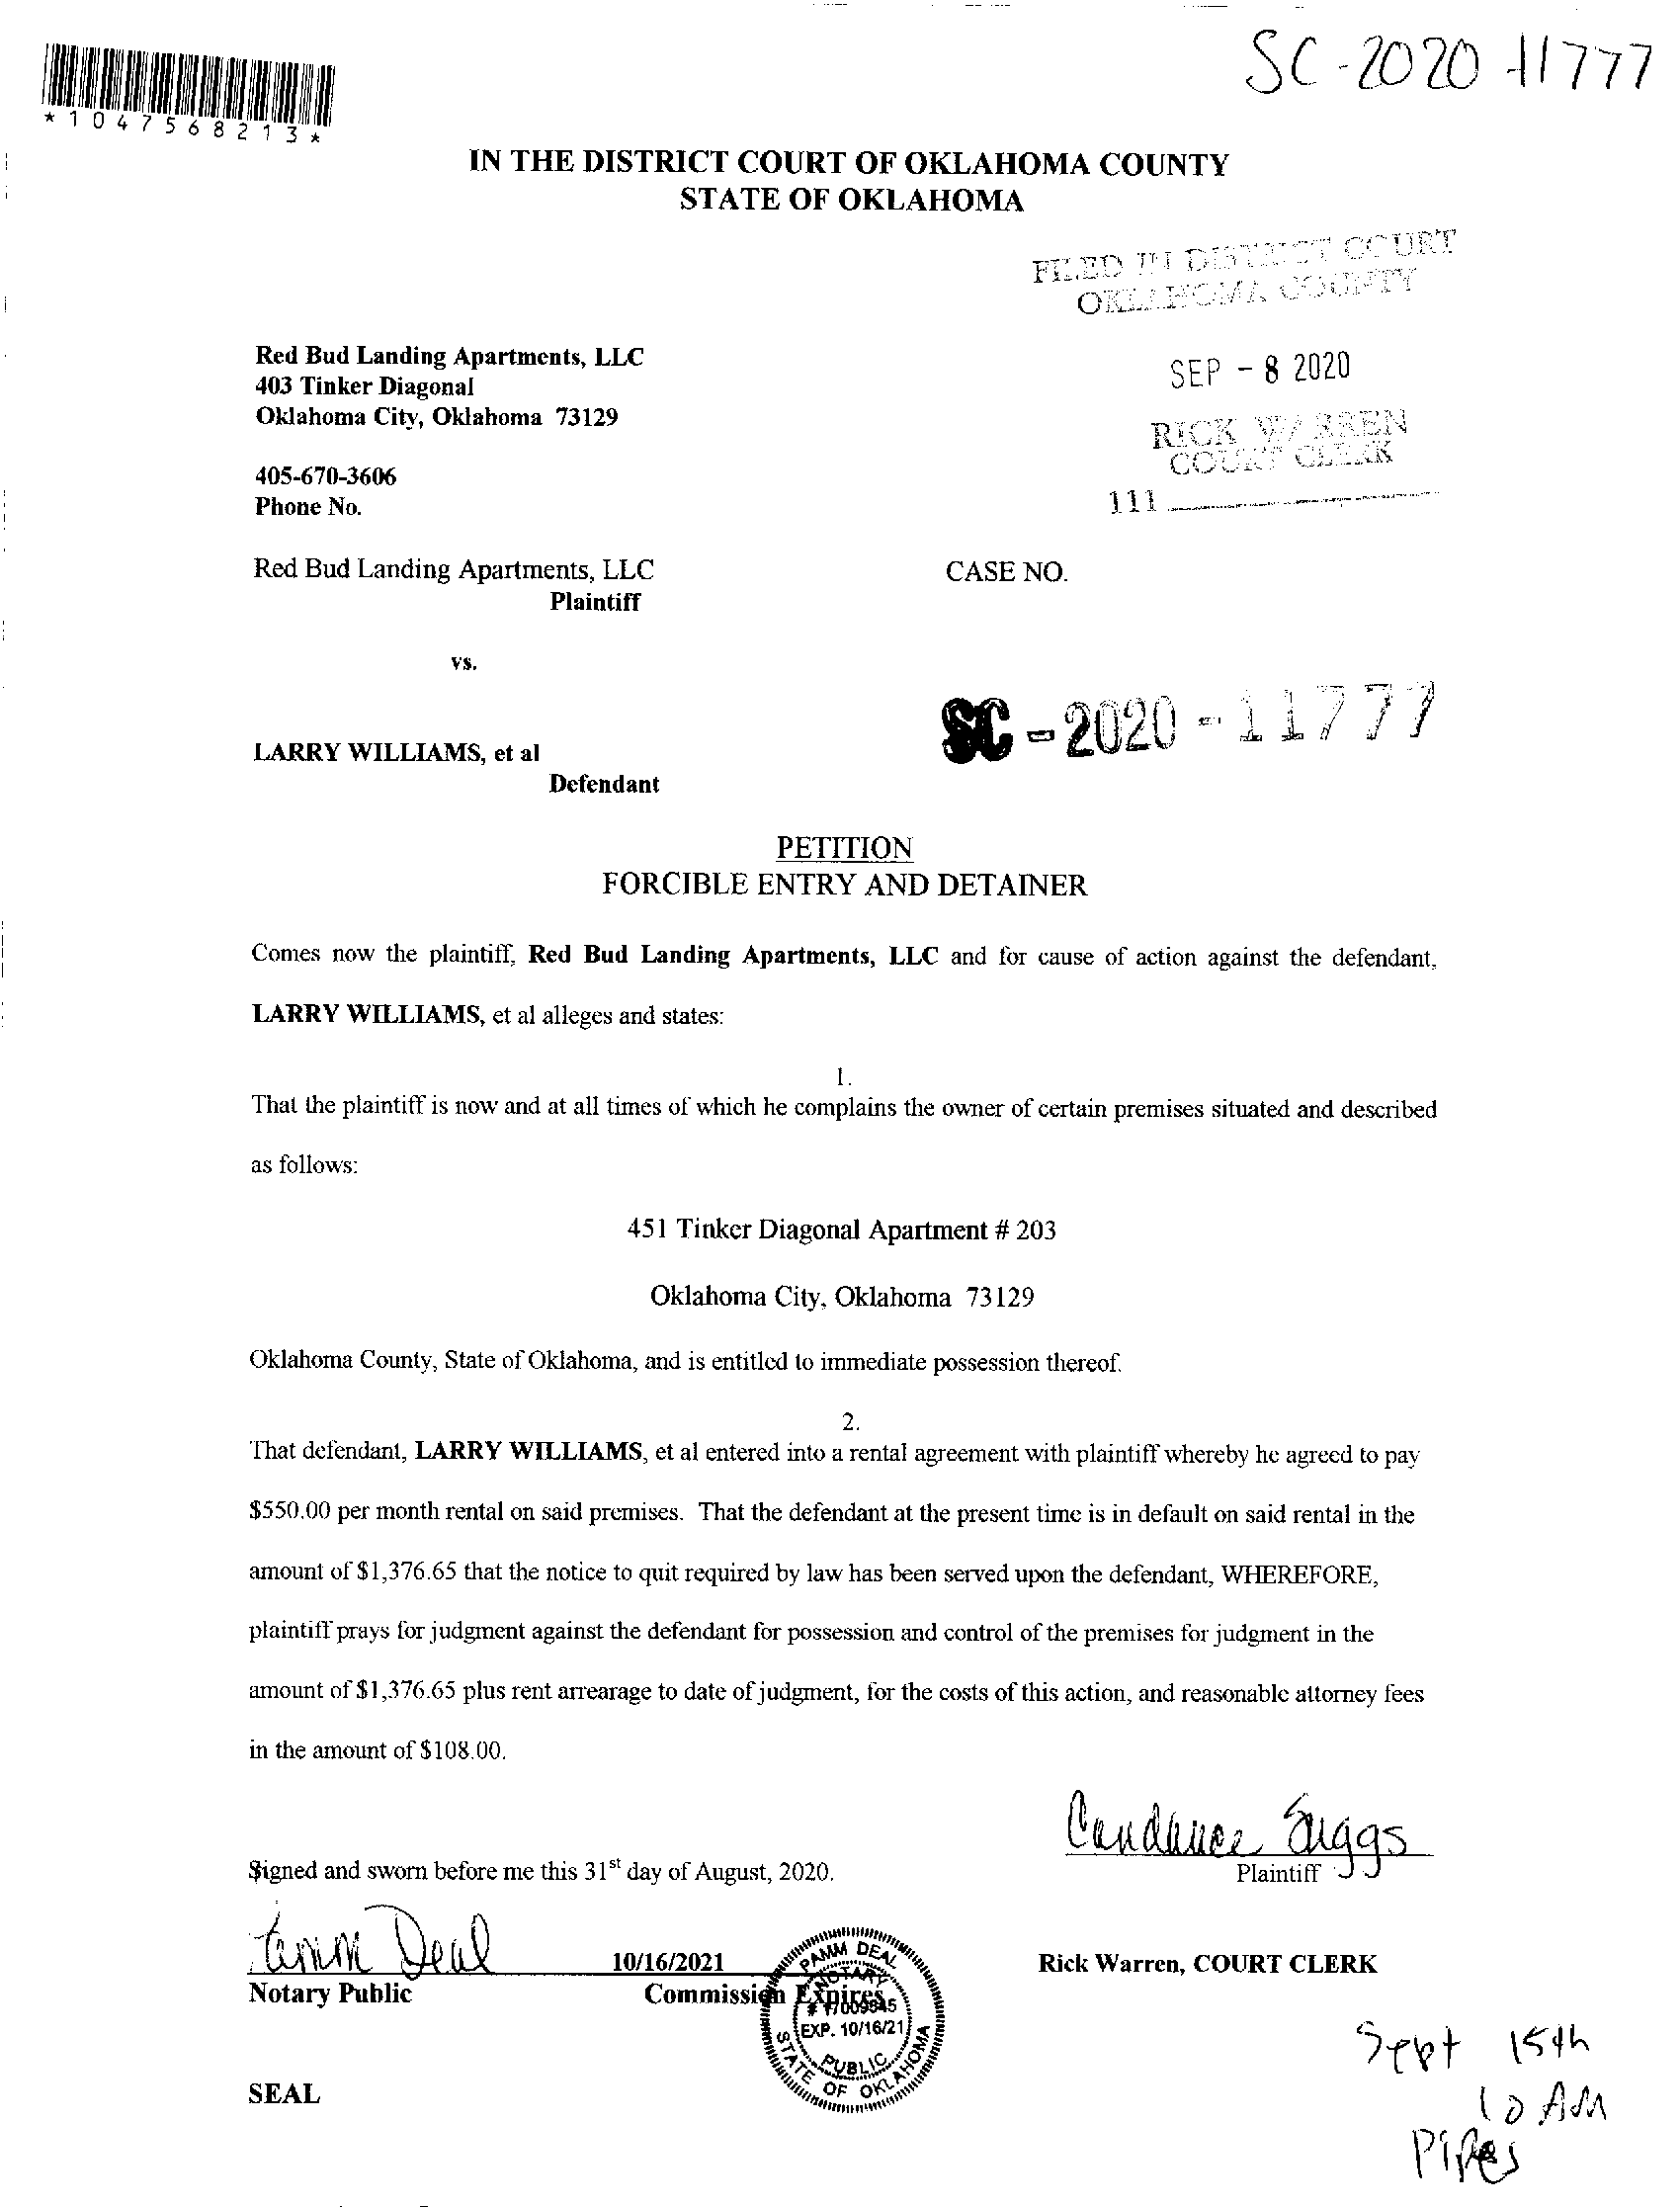 SC-2020-11777
*1047568213*
IN THE DISTRICT COURT OF OKLAHOMA COUNTY
STATE OF OKLAHOMA
FILED IN DISTRICT COURT
OKLAHOMA COUNTY
Red Bud Landing Apartments, LLC
403 Tinker Diagonal
Oklahoma City, Oklahoma 73129
SEP - 8 2020
RICK WARREN
COURT CLERK
405-670-3606
Phone No.
111
Red Bud Landing Apartments, LLC
CASE NO.
Plaintiff
vs.
SC-2020-11777
LARRY WILLIAMS, et al
Defendant
PETITION
FORCIBLE ENTRY AND DETAINER
Comes now the plaintiff, Red Bud Landing Apartments, LLC and for cause of action against the defendant,
LARRY WILLIAMS, et al alleges and states:
1.
That the plaintiff is now and at all times of which he complains the owner of certain premises situated and described
as follows:
451 Tinker Diagonal Apartment # 203
Oklahoma City, Oklahoma 73129
Oklahoma County, State of Oklahoma, and is entitled to immediate possession thereof.
2.
That defendant, LARRY WILLIAMS, et al entered into a rental agreement with plaintiff whereby he agreed to pay
$550.00 per month rental on said premises. That the defendant at the present time is in default on said rental in the
amount of $1,376.65 that the notice to quit required by law has been served upon the defendant, WHEREFORE,
plaintiff prays for judgment against the defendant for possession and control of the premises for judgment in the
amount of $1,376.65 plus rent arrearage to date of judgment, for the costs of this action, and reasonable attorney fees
in the amount of $108.00.
Candance Suggs
Signed and sworn before me this 31st day of August, 2020.
Plaintiff
Deal
10/16/2021
Notary Public
Commission Expires
PAMM DEAL
NOTARY
EXP. 10/16/21
PUBLIC
STATE OF OKLAHOMA
Rick Warren, COURT CLERK
SEAL
Sept 15th
10 AM
Pipes